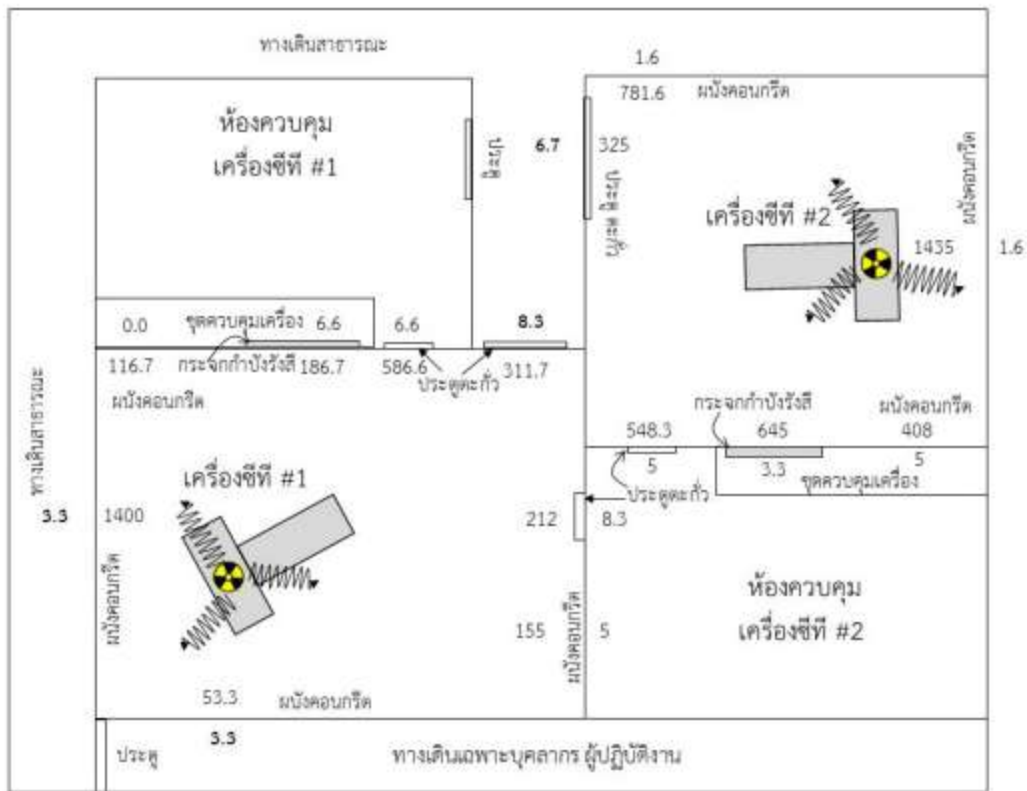 ทางเดินสาธารณะ
1.6
781.6 ผนังคอนกรีต
ห้องควบคุม
เครื่องซีที #1
ประตู
6.7
325
ประตู ตะกั่ว
ผนังคอนกรีต
เครื่องซีที #2
1435
1.6
0.0 ชุดควบคุมเครื่อง 6.6 6.6 8.3
116.7 กระจกกำบังรังสี 186.7 586.6 ประตูตะกั่ว 311.7
ผนังคอนกรีต
ทางเดินสาธารณะ
กระจกกำบังรังสี ผนังคอนกรีต
548.3 645 408
5 3.3 5
ประตูตะกั่ว ชุดควบคุมเครื่อง
เครื่องซีที #1
3.3 1400
212 8.3
ผนังคอนกรีต
ห้องควบคุม
เครื่องซีที #2
155 5
ผนังคอนกรีต
53.3 ผนังคอนกรีต
3.3
ประตู ทางเดินเฉพาะบุคลากร ผู้ปฏิบัติงาน